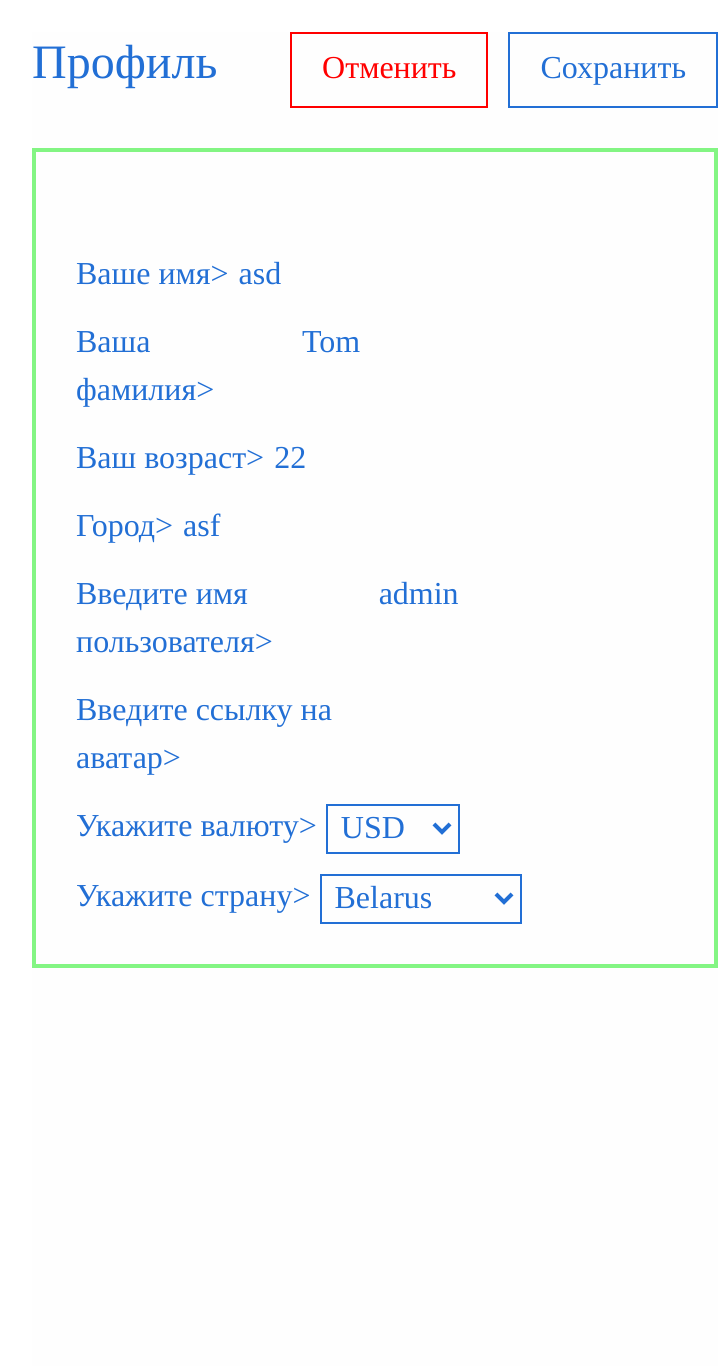 Профиль Отменить Сохранить
Ваше имя> asd
Ваша Tom
фамилия>
Ваш возраст> 22
Город> asf
Введите имя admin
пользователя>
Введите ссылку на
аватар>
Укажите валюту> USD
Укажите страну> Belarus